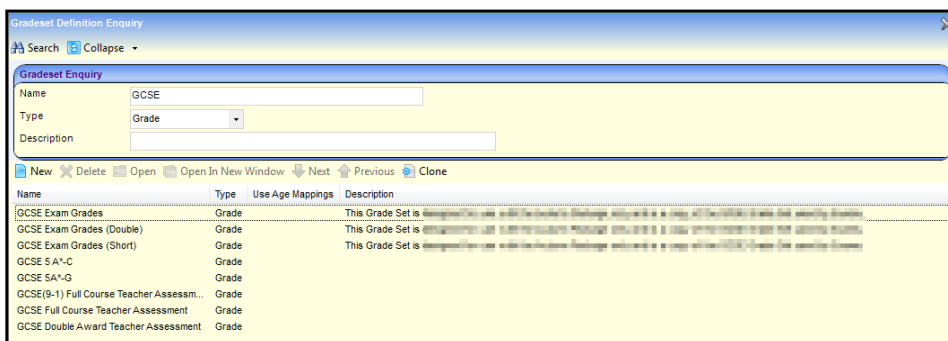 Gradeset Definition Enquiry
Search Collapse
Gradeset Enquiry
Name GCSE
Type Grade
Description
New Delete Open Open In New Window Next Previous Clone
Name Type Use Age Mappings Description
GCSE Exam Grades Grade This Grade Set is
GCSE Exam Grades (Double) Grade This Grade Set is
GCSE Exam Grades (Short) Grade This Grade Set is
GCSE 5 A*-C Grade
GCSE 5A*-G Grade
GCSE(9-1) Full Course Teacher Assessm... Grade
GCSE Full Course Teacher Assessment Grade
GCSE Double Award Teacher Assessment Grade